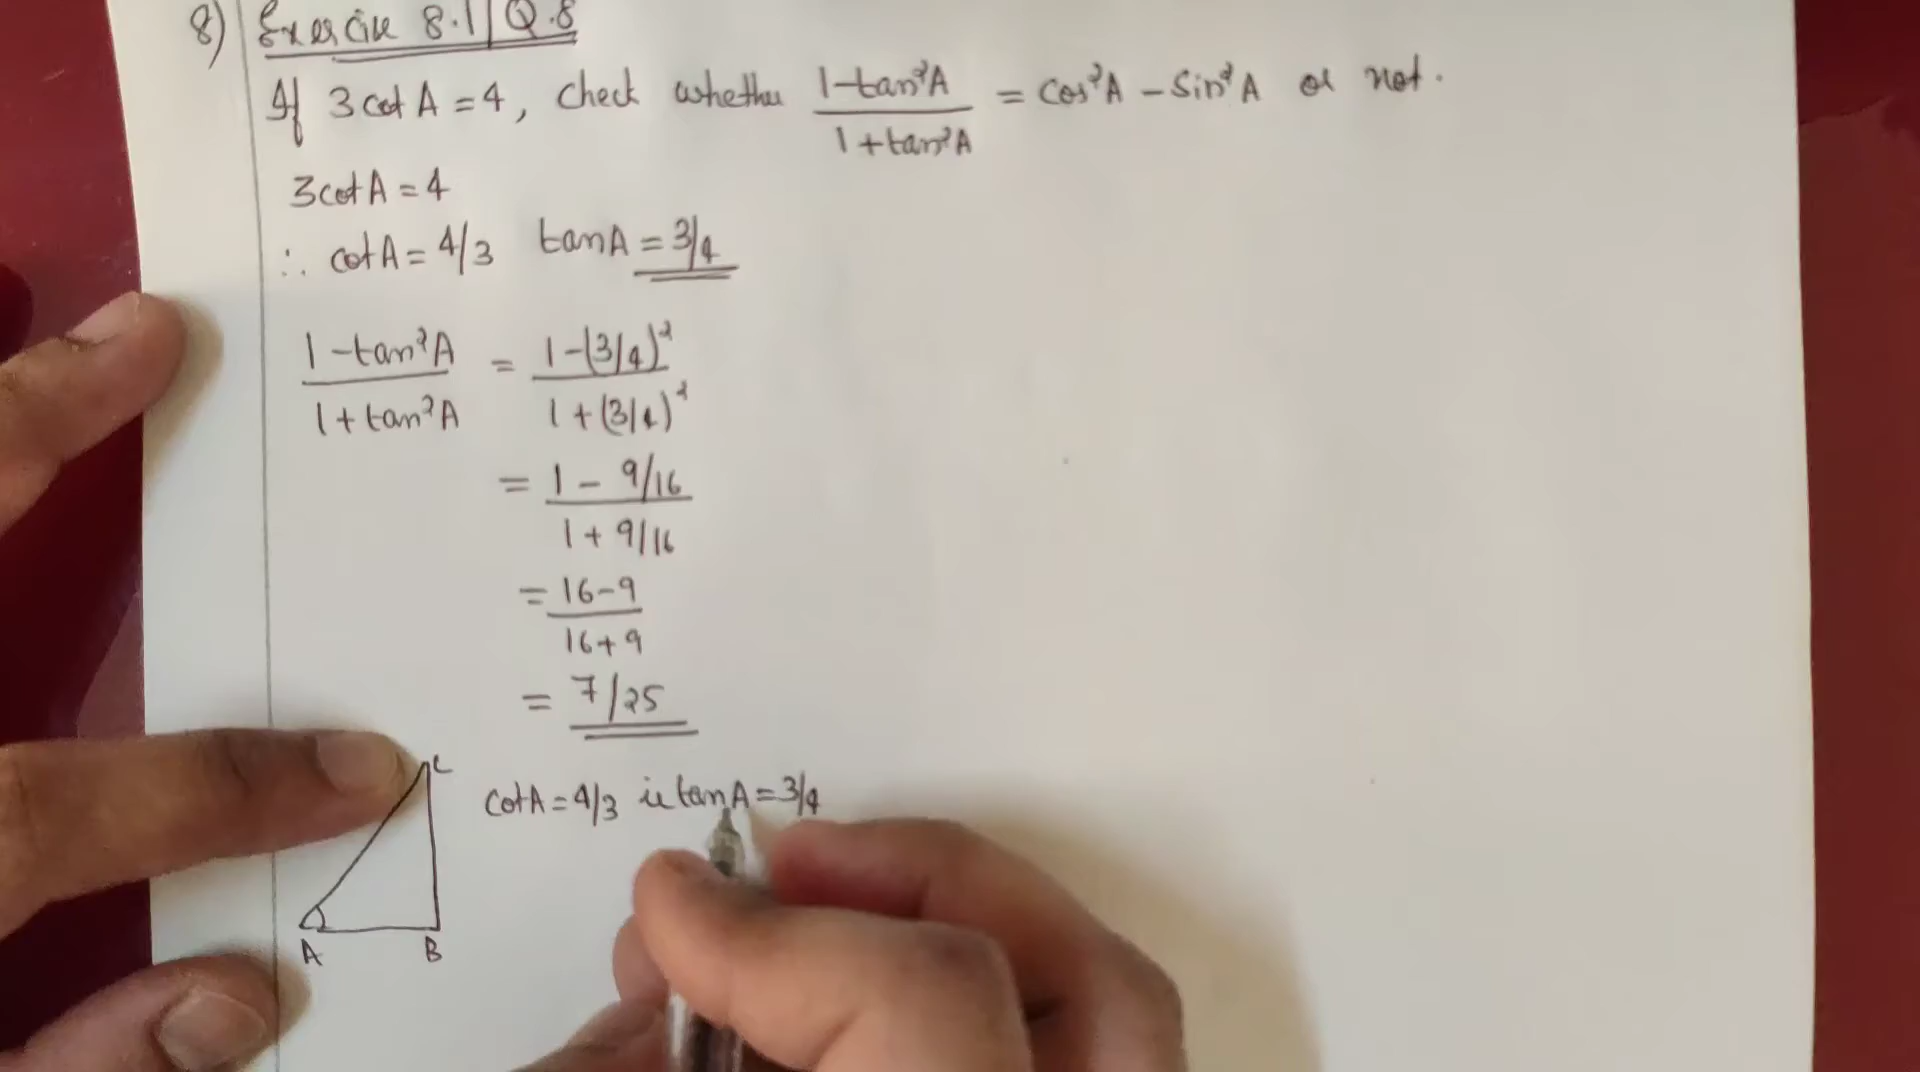 8) Exercise 8.1 | Q.8
If 3 cot A = 4, Check whether (1-tan²A)/(1+tan²A) = Cos²A - Sin²A or not.
3cot A = 4
∴ cot A = 4/3 tan A = 3/4
(1-tan²A)/(1+tan²A) = (1-(3/4)²)/(1+(3/4)²)
= (1 - 9/16)/(1 + 9/16)
= (16-9)/(16+9)
= 7/25
C
cot A = 4/3 ie tan A = 3/4
A B